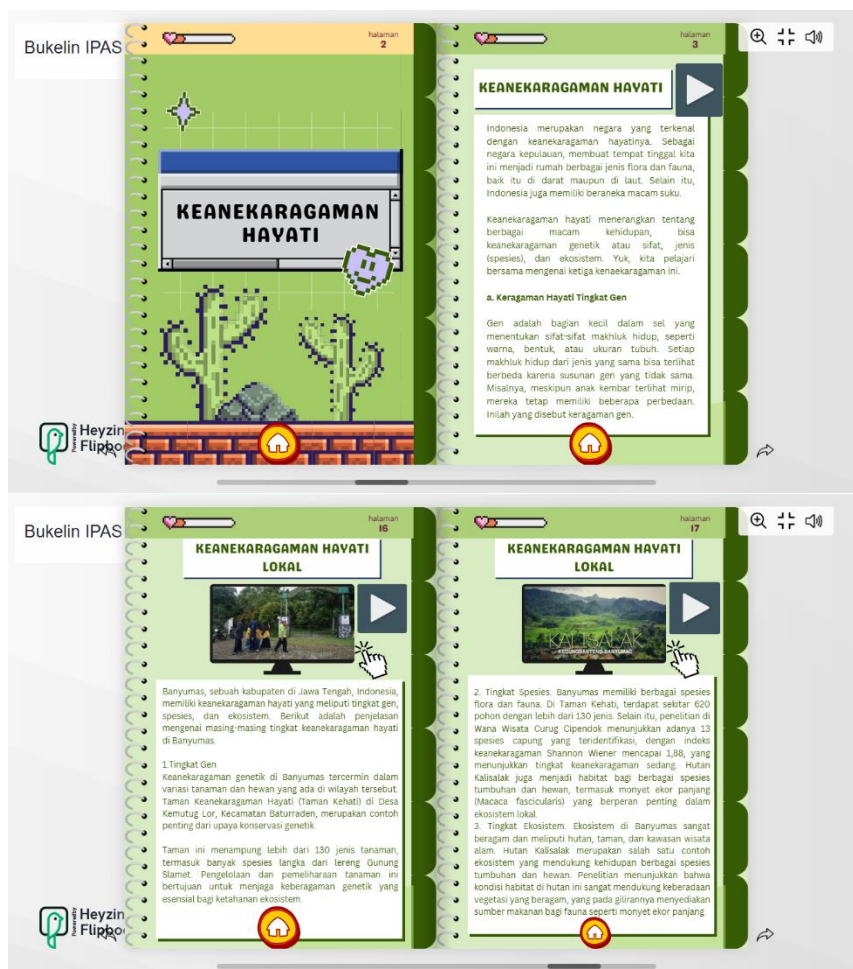 Bukelin IPAS
halaman
2
KEANEKARAGAMAN
HAYATI
halaman
3
KEANEKARAGAMAN HAYATI
Indonesia merupakan negara yang terkenal
dengan keanekaragaman hayatinya. Sebagai
negara kepulauan, membuat tempat tinggal kita
ini menjadi rumah berbagai jenis flora dan fauna,
baik itu di darat maupun di laut. Selain itu,
Indonesia juga memiliki beraneka macam suku.
Keanekaragaman hayati menerangkan tentang
berbagai macam kehidupan, bisa
keanekaragaman genetik atau sifat, jenis
(spesies), dan ekosistem. Yuk, kita pelajari
bersama mengenai ketiga kenaekaragaman ini.
a. Keragaman Hayati Tingkat Gen
Gen adalah bagian kecil dalam sel yang
menentukan sifat-sifat makhluk hidup, seperti
warna, bentuk, atau ukuran tubuh. Setiap
makhluk hidup dari jenis yang sama bisa terlihat
berbeda karena susunan gen yang tidak sama.
Misalnya, meskipun anak kembar terlihat mirip,
mereka tetap memiliki beberapa perbedaan.
Inilah yang disebut keragaman gen.
Powered by
Heyzin
Flipbo
Bukelin IPAS
halaman
16
KEANEKARAGAMAN HAYATI
LOKAL
Banyumas, sebuah kabupaten di Jawa Tengah, Indonesia,
memiliki keanekaragaman hayati yang meliputi tingkat gen,
spesies, dan ekosistem. Berikut adalah penjelasan
mengenai masing-masing tingkat keanekaragaman hayati
di Banyumas.
1.Tingkat Gen
Keanekaragaman genetik di Banyumas tercermin dalam
variasi tanaman dan hewan yang ada di wilayah tersebut.
Taman Keanekaragaman Hayati (Taman Kehati) di Desa
Kemutug Lor, Kecamatan Baturraden, merupakan contoh
penting dari upaya konservasi genetik.
Taman ini menampung lebih dari 130 jenis tanaman,
termasuk banyak spesies langka dari lereng Gunung
Slamet. Pengelolaan dan pemeliharaan tanaman ini
bertujuan untuk menjaga keberagaman genetik yang
esensial bagi ketahanan ekosistem.
halaman
17
KEANEKARAGAMAN HAYATI
LOKAL
KALISALAK
KEDUNGBANTENG BANYUMAS
2. Tingkat Spesies. Banyumas memiliki berbagai spesies
flora dan fauna. Di Taman Kehati, terdapat sekitar 620
pohon dengan lebih dari 130 jenis. Selain itu, penelitian di
Wana Wisata Curug Cipendok menunjukkan adanya 13
spesies capung yang teridentifikasi, dengan indeks
keanekaragaman Shannon Wiener mencapai 1,88, yang
menunjukkan tingkat keanekaragaman sedang. Hutan
Kalisalak juga menjadi habitat bagi berbagai spesies
tumbuhan dan hewan, termasuk monyet ekor panjang
(Macaca fascicularis) yang berperan penting dalam
ekosistem lokal.
3. Tingkat Ekosistem. Ekosistem di Banyumas sangat
beragam dan meliputi hutan, taman, dan kawasan wisata
alam. Hutan Kalisalak merupakan salah satu contoh
ekosistem yang mendukung kehidupan berbagai spesies
tumbuhan dan hewan. Penelitian menunjukkan bahwa
kondisi habitat di hutan ini sangat mendukung keberadaan
vegetasi yang beragam, yang pada gilirannya menyediakan
sumber makanan bagi fauna seperti monyet ekor panjang
Powered by
Heyzin
Flipbo